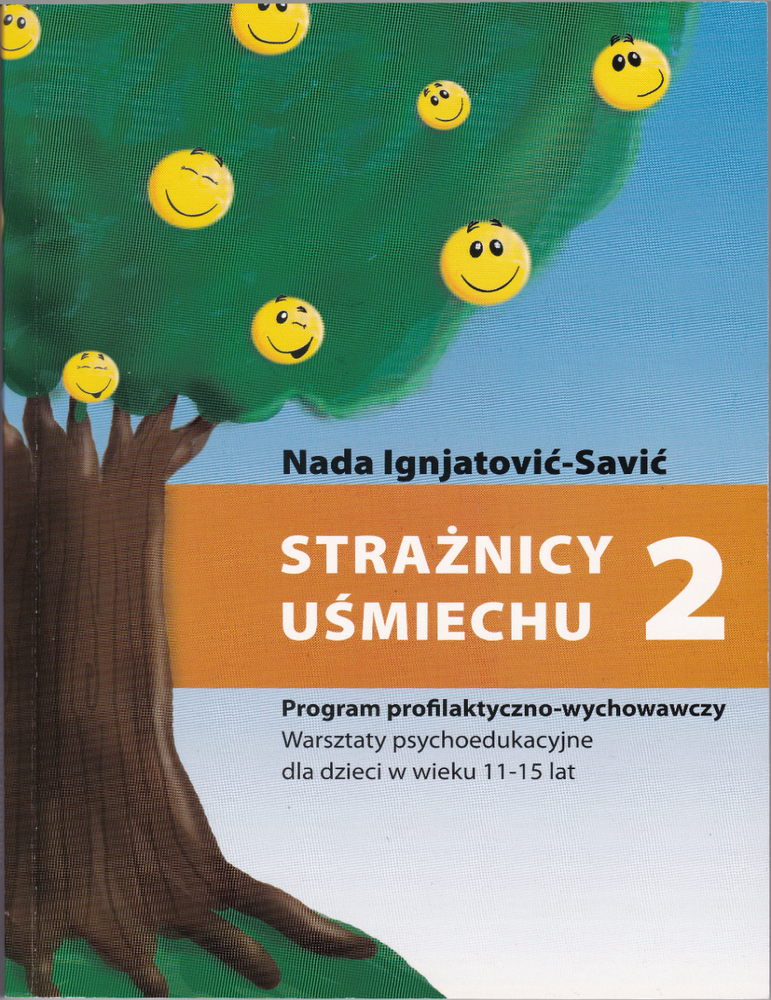 Nada Ignjatović-Savić
STRAŻNICY
UŚMIECHU
2
Program profilaktyczno-wychowawczy
Warsztaty psychoedukacyjne
dla dzieci w wieku 11-15 lat